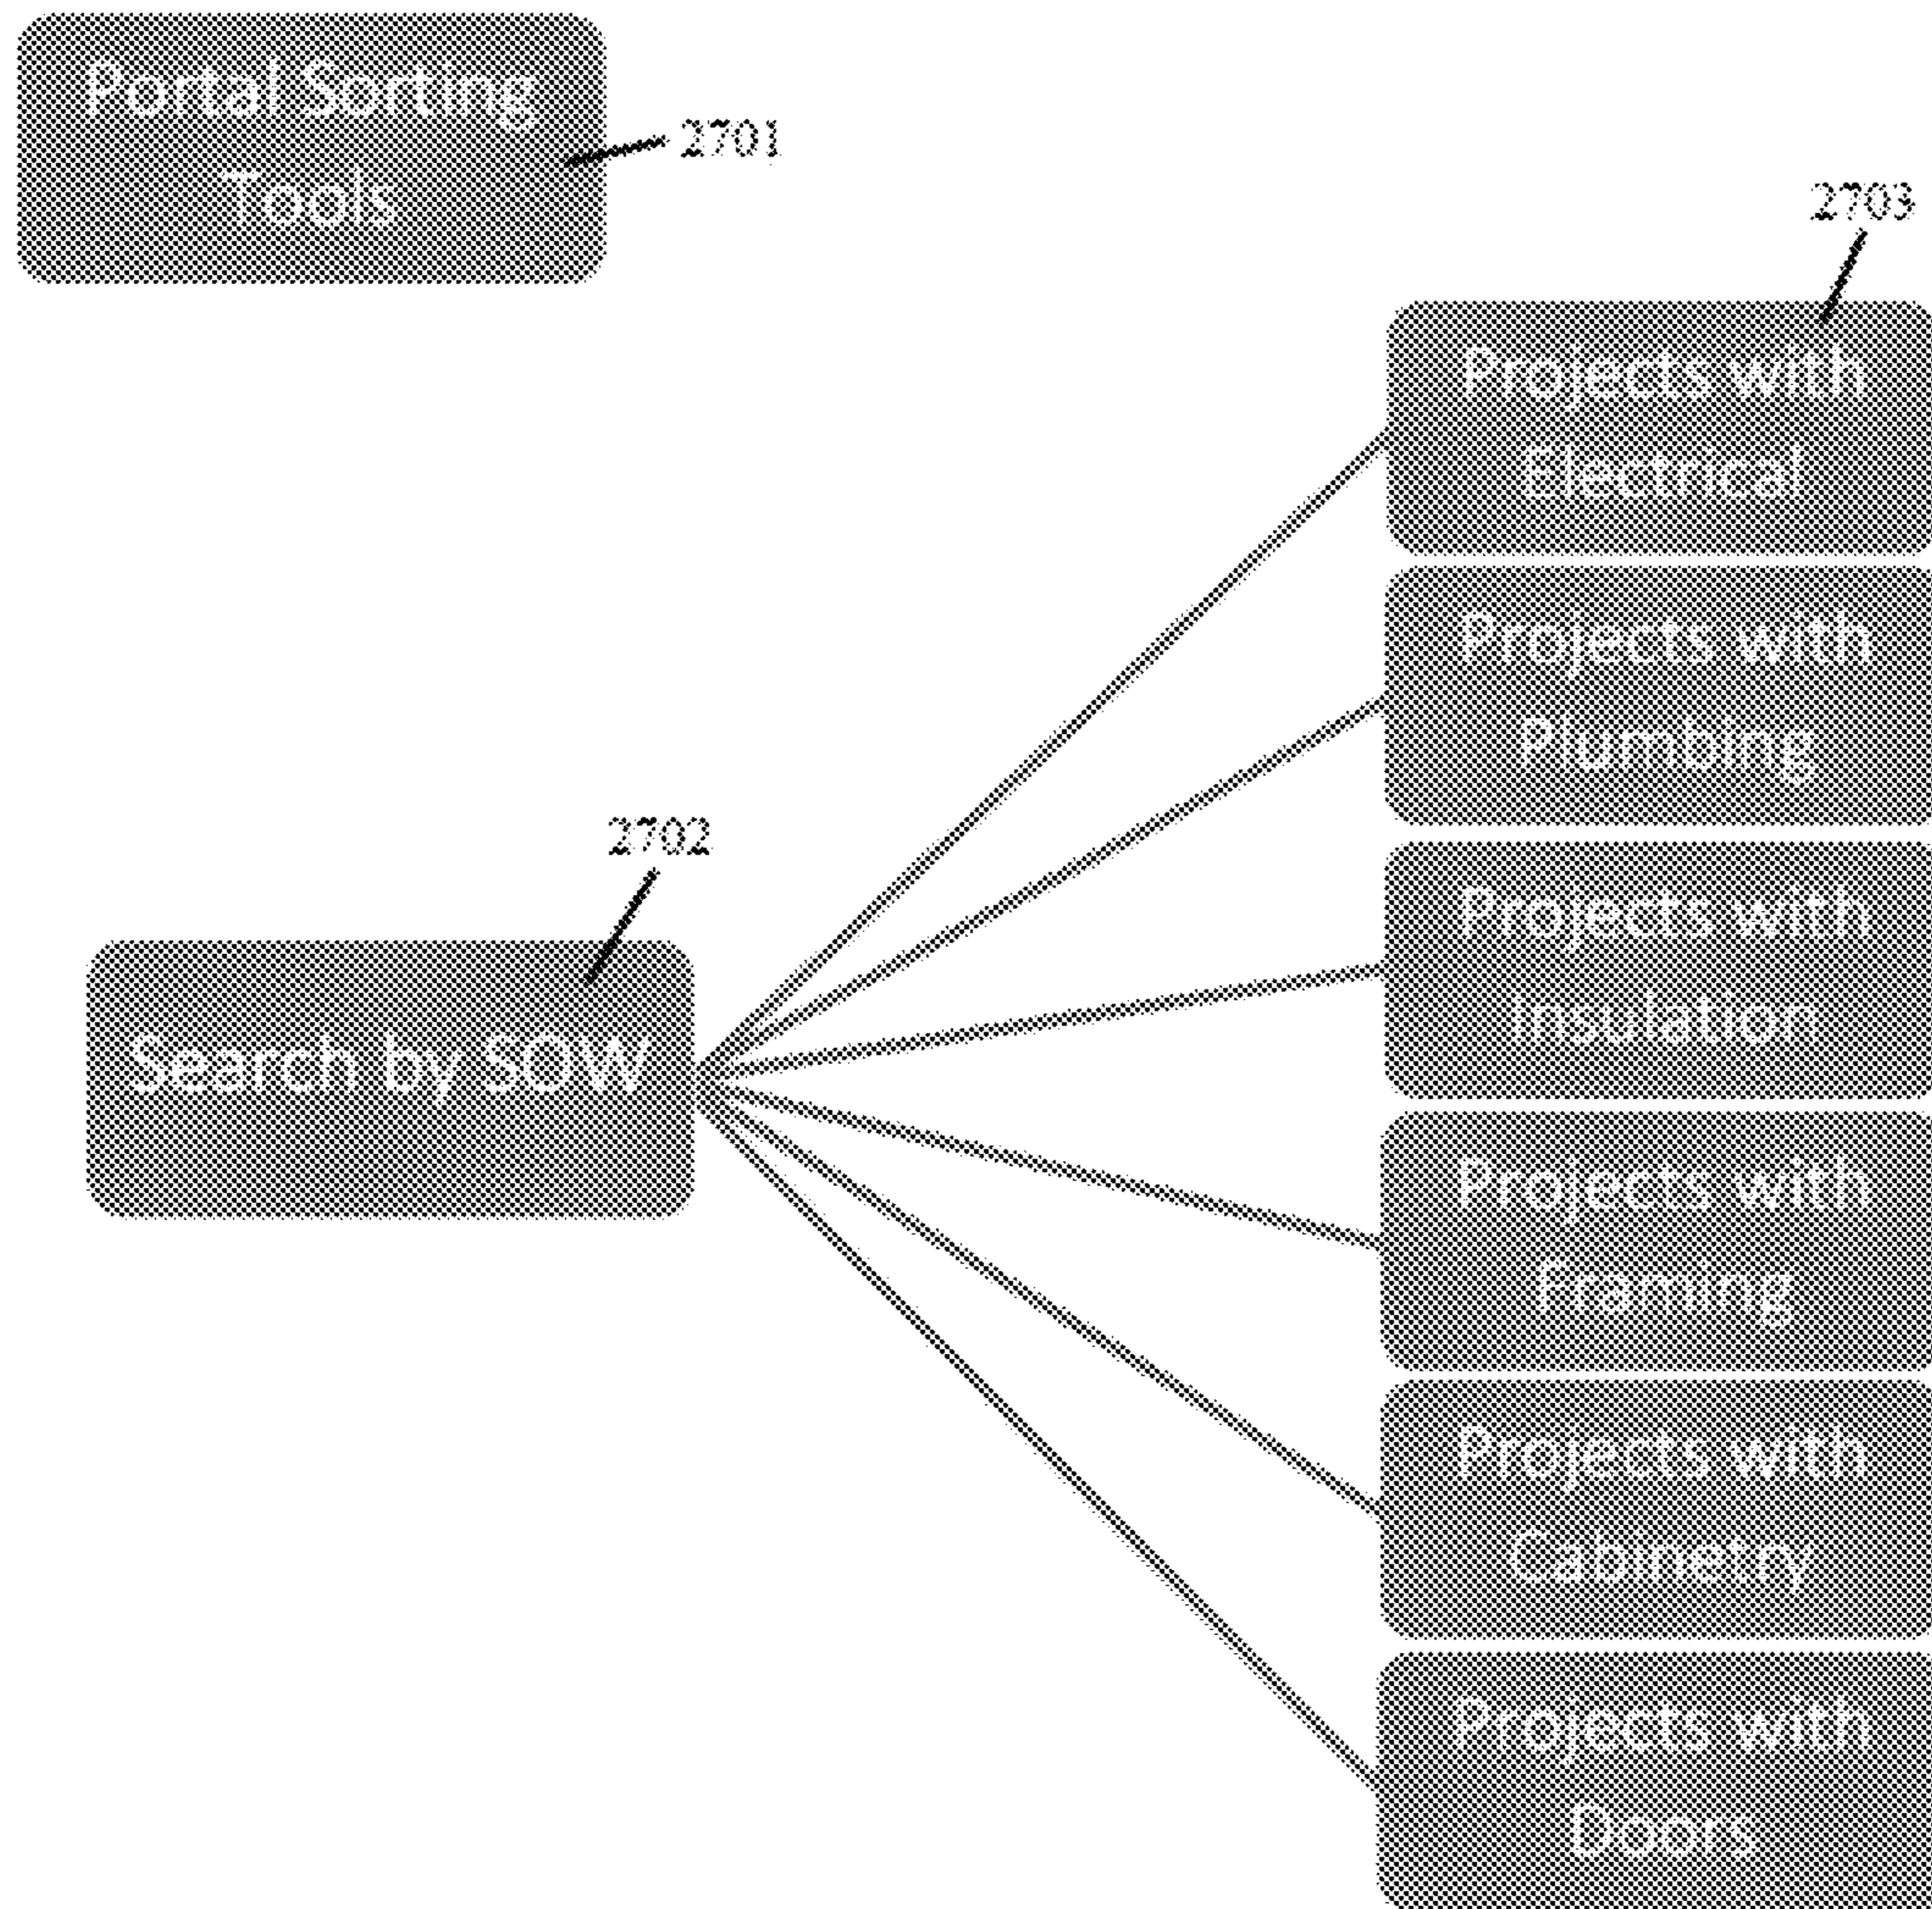 Portal Sorting
Tools
2701
2703
Projects with
Electrical
Projects with
Plumbing
2702
Search by SOW
Projects with
Insulation
Projects with
Framing
Projects with
Cabinetry
Projects with
Doors